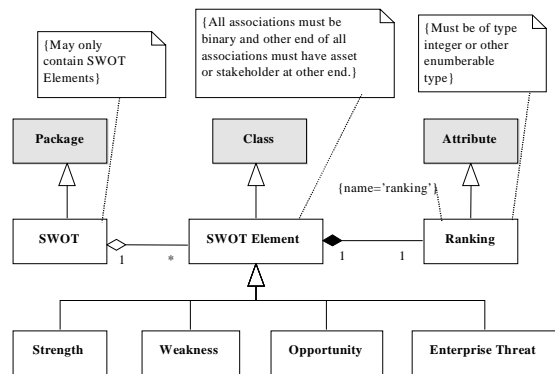 {May only
contain SWOT
Elements}
{All associations must be
binary and other end of all
associations must have asset
or stakeholder at other end.}
{Must be of type
integer or other
enumberable
type}
Package
Class
Attribute
{name='ranking'}
SWOT
SWOT Element
Ranking
1
*
1
1
Strength
Weakness
Opportunity
Enterprise Threat